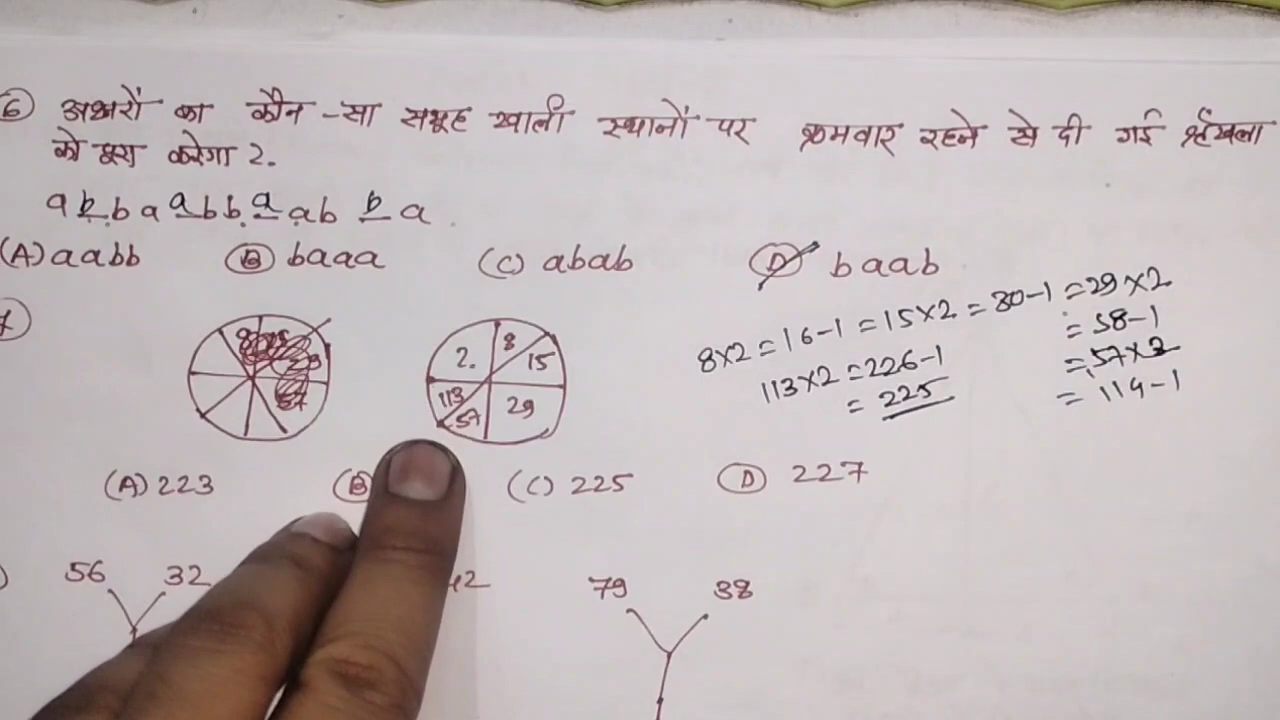 6 अक्षरों का कौन-सा समूह खाली स्थानों पर क्रमवार रहने से दी गई श्रृंखला
को पूरा करेगा ?.
a b b a a b b a a b b a
(A) aabb (B) baaa (C) abab (D) baab
7
8 15 29 57 113 2.
8×2 = 16-1 = 15×2 = 30-1 = 29×2
= 58-1
113×2 = 226-1 = 57×2
= 225 = 114-1
(A) 223 (B) (C) 225 (D) 227
56 32 42 79 38